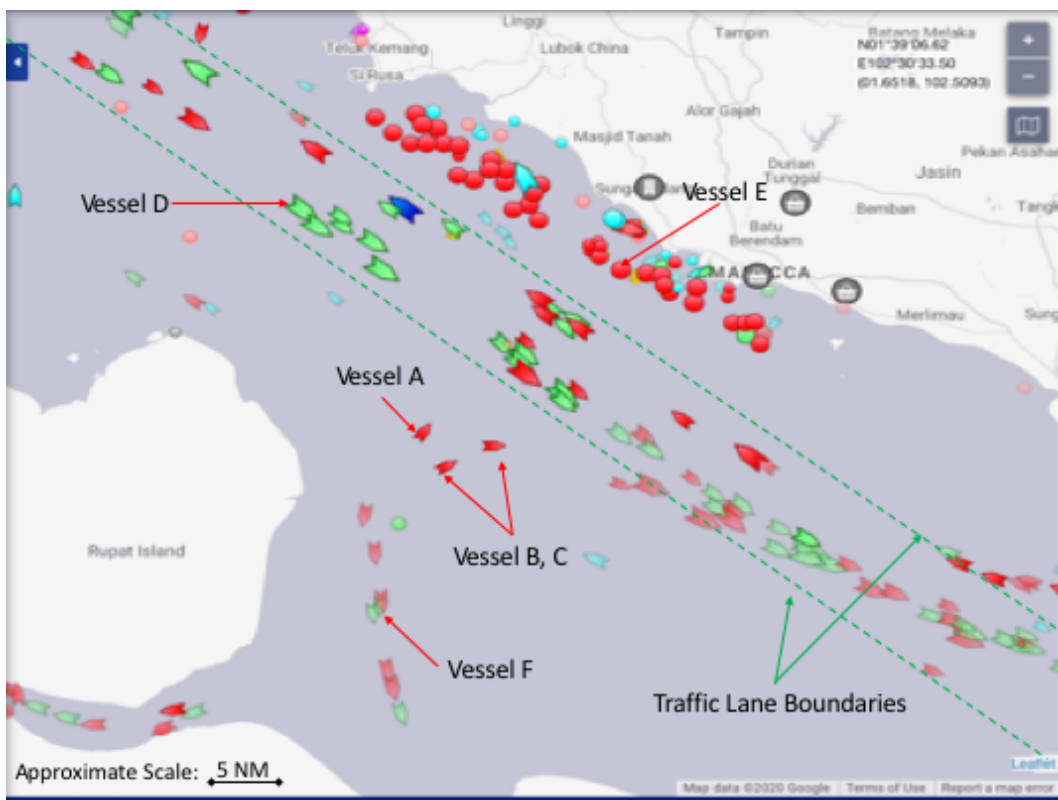 Linggi
Tampin
Batang Melaka
Teluk Kemang
Lubok China
N01°39'06.62
E102°30'33.50
(01.6518, 102.5093)
+
−
Si Rusa
Masjid Tanah
Alor Gajah
Pekan Asahan
Durian
Tunggal
Jasin
Vessel D
Vessel E
Bemban
Batu
Berendam
Merlimau
Vessel A
Vessel B, C
Rupat Island
Vessel F
Traffic Lane Boundaries
Approximate Scale: 5 NM
Leaflet
Map data ©2020 Google
Terms of Use
Report a map error